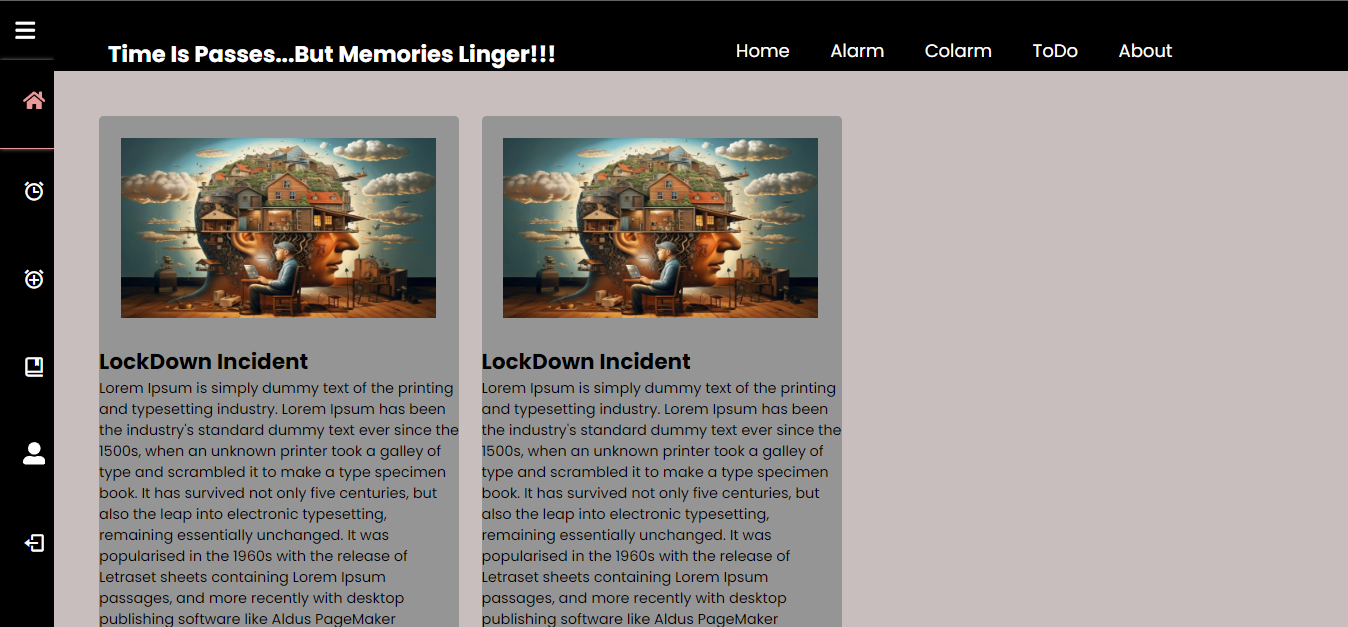 Time Is Passes...But Memories Linger!!!
Home Alarm Colarm ToDo About
LockDown Incident
Lorem Ipsum is simply dummy text of the printing
and typesetting industry. Lorem Ipsum has been
the industry's standard dummy text ever since the
1500s, when an unknown printer took a galley of
type and scrambled it to make a type specimen
book. It has survived not only five centuries, but
also the leap into electronic typesetting,
remaining essentially unchanged. It was
popularised in the 1960s with the release of
Letraset sheets containing Lorem Ipsum
passages, and more recently with desktop
publishing software like Aldus PageMaker
LockDown Incident
Lorem Ipsum is simply dummy text of the printing
and typesetting industry. Lorem Ipsum has been
the industry's standard dummy text ever since the
1500s, when an unknown printer took a galley of
type and scrambled it to make a type specimen
book. It has survived not only five centuries, but
also the leap into electronic typesetting,
remaining essentially unchanged. It was
popularised in the 1960s with the release of
Letraset sheets containing Lorem Ipsum
passages, and more recently with desktop
publishing software like Aldus PageMaker